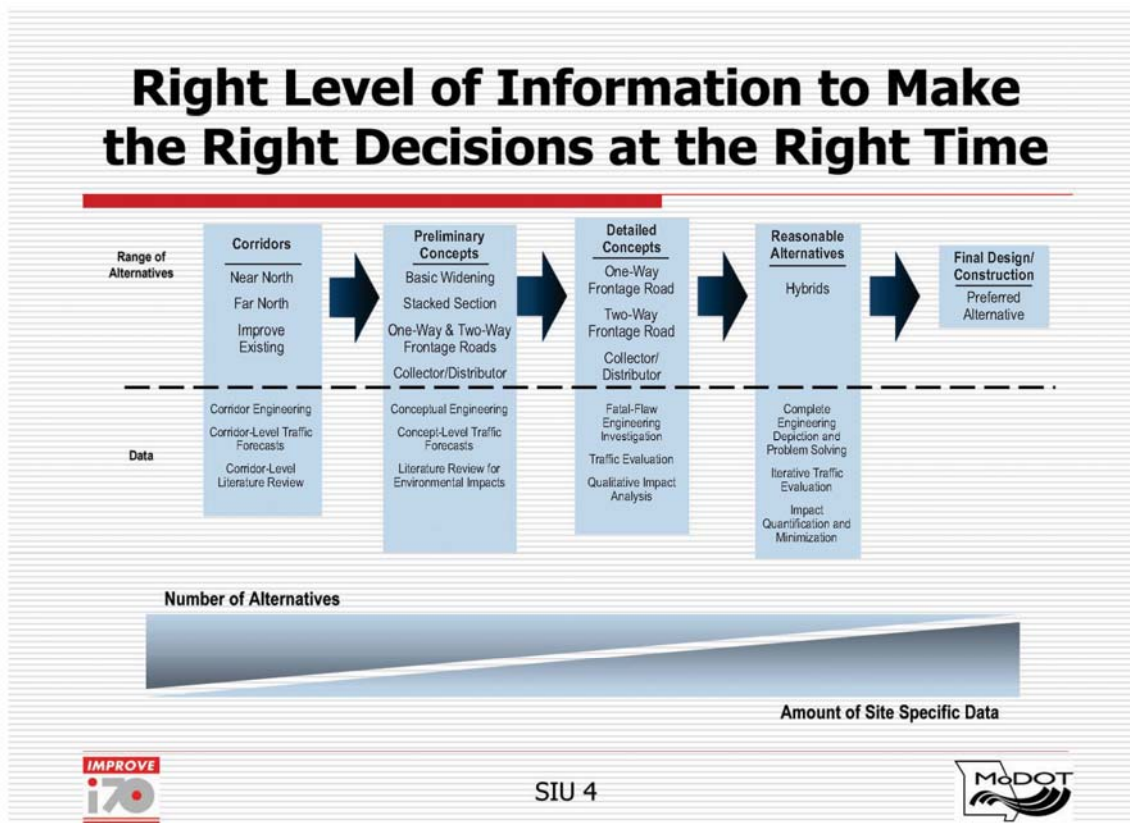 Right Level of Information to Make
the Right Decisions at the Right Time
Range of
Alternatives
Corridors
Near North
Far North
Improve
Existing
Preliminary
Concepts
Basic Widening
Stacked Section
One-Way & Two-Way
Frontage Roads
Collector/Distributor
Detailed
Concepts
One-Way
Frontage Road
Two-Way
Frontage Road
Collector/
Distributor
Reasonable
Alternatives
Hybrids
Final Design/
Construction
Preferred
Alternative
Data
Corridor Engineering
Corridor-Level Traffic
Forecasts
Corridor-Level
Literature Review
Conceptual Engineering
Concept-Level Traffic
Forecasts
Literature Review for
Environmental Impacts
Fatal-Flaw
Engineering
Investigation
Traffic Evaluation
Qualitative Impact
Analysis
Complete
Engineering
Depiction and
Problem Solving
Iterative Traffic
Evaluation
Impact
Quantification and
Minimization
Number of Alternatives
Amount of Site Specific Data
IMPROVE
i70
SIU 4
MoDOT